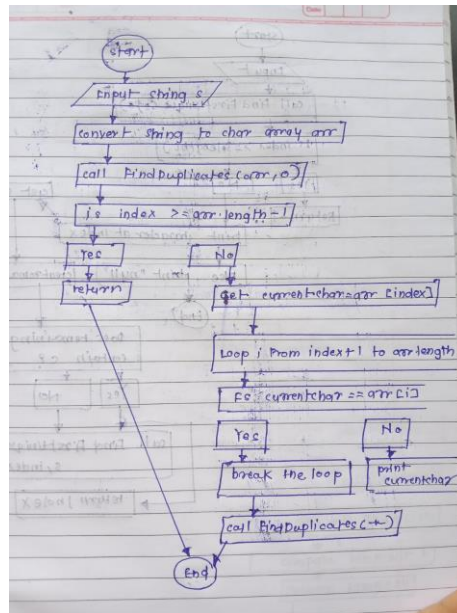 Date
start
Input string s
convert string to char array arr
call FindDuplicates(arr, 0)
is index >= arr.length-1
Yes
No
return
Get currentchar=arr [index]
Loop i From index+1 to arr length
Is currentchar == arr[i]
Yes
No
break the loop
print
currentchar
call FindDuplicates(
End